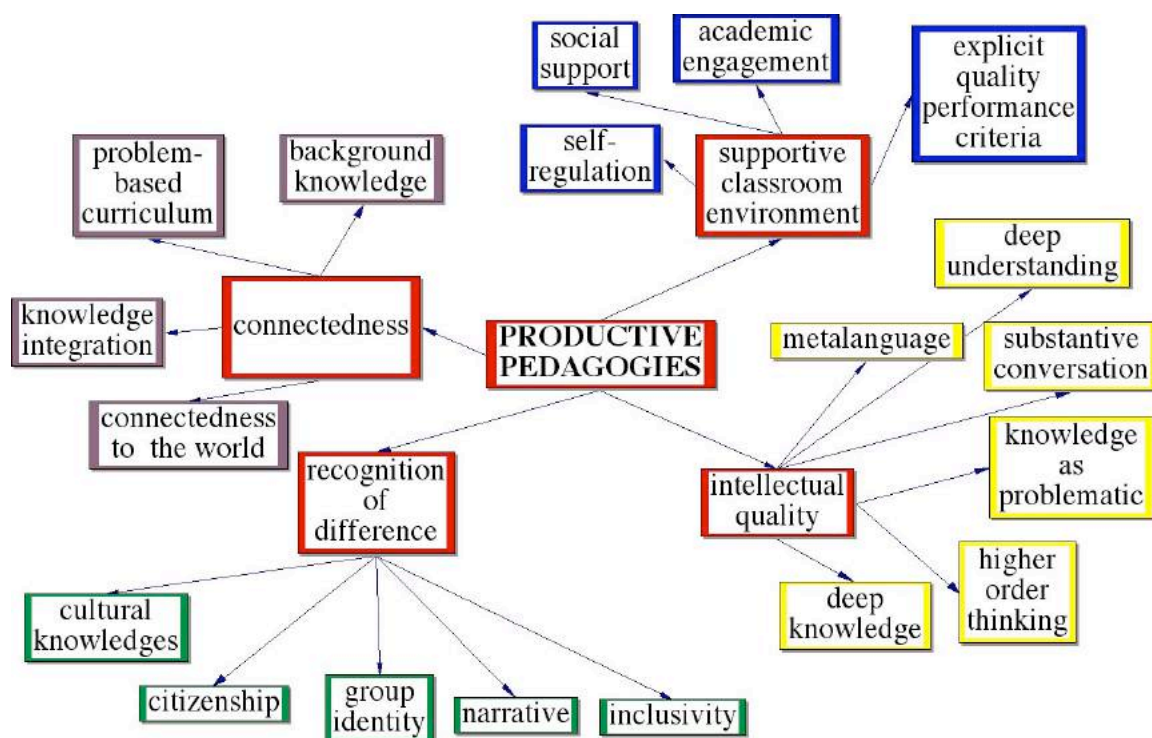 social
support
academic
engagement
explicit
quality
performance
criteria
self-
regulation
supportive
classroom
environment
problem-
based
curriculum
background
knowledge
knowledge
integration
connectedness
connectedness
to the world
PRODUCTIVE
PEDAGOGIES
deep
understanding
metalanguage
substantive
conversation
knowledge
as
problematic
intellectual
quality
higher
order
thinking
deep
knowledge
recognition
of
difference
cultural
knowledges
citizenship
group
identity
narrative
inclusivity